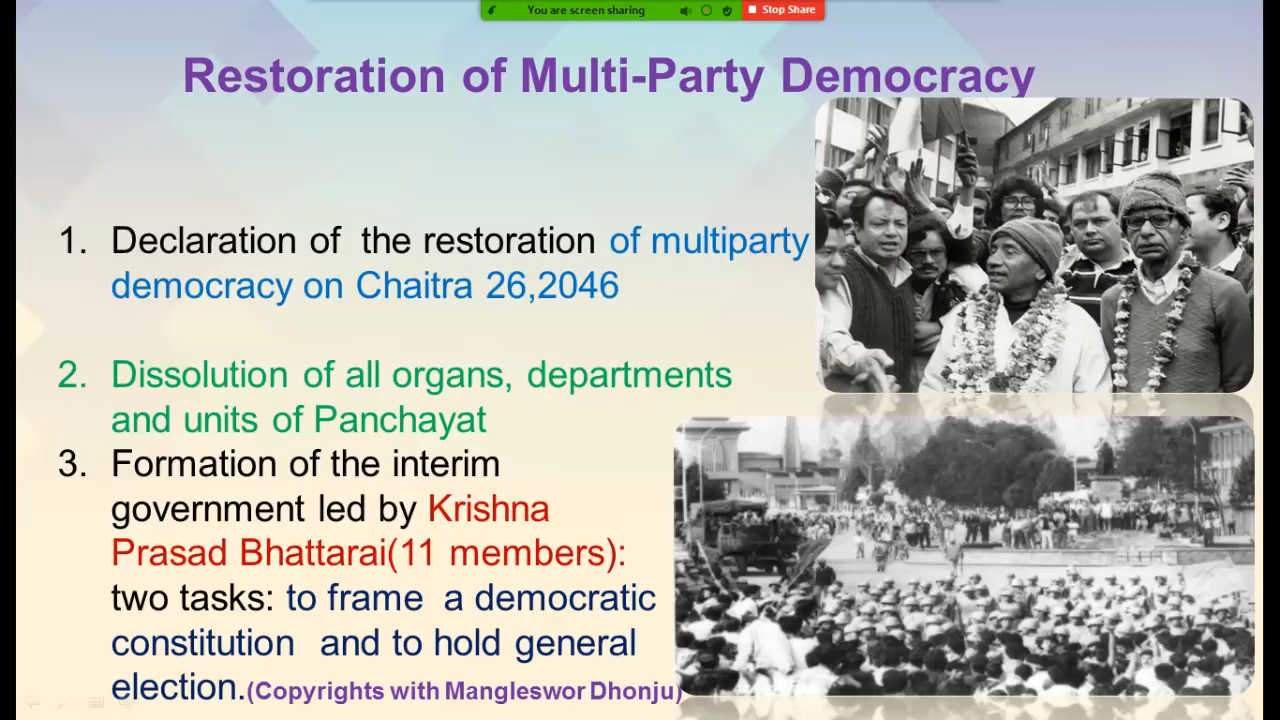 You are screen sharing
Stop Share
Restoration of Multi-Party Democracy
1. Declaration of the restoration of multiparty
democracy on Chaitra 26,2046
2. Dissolution of all organs, departments
and units of Panchayat
3. Formation of the interim
government led by Krishna
Prasad Bhattarai(11 members):
two tasks: to frame a democratic
constitution and to hold general
election.(Copyrights with Mangleswor Dhonju)